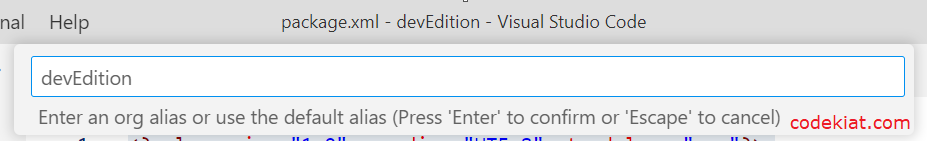 nal Help package.xml - devEdition - Visual Studio Code
devEdition
Enter an org alias or use the default alias (Press 'Enter' to confirm or 'Escape' to cancel)
codekiat.com